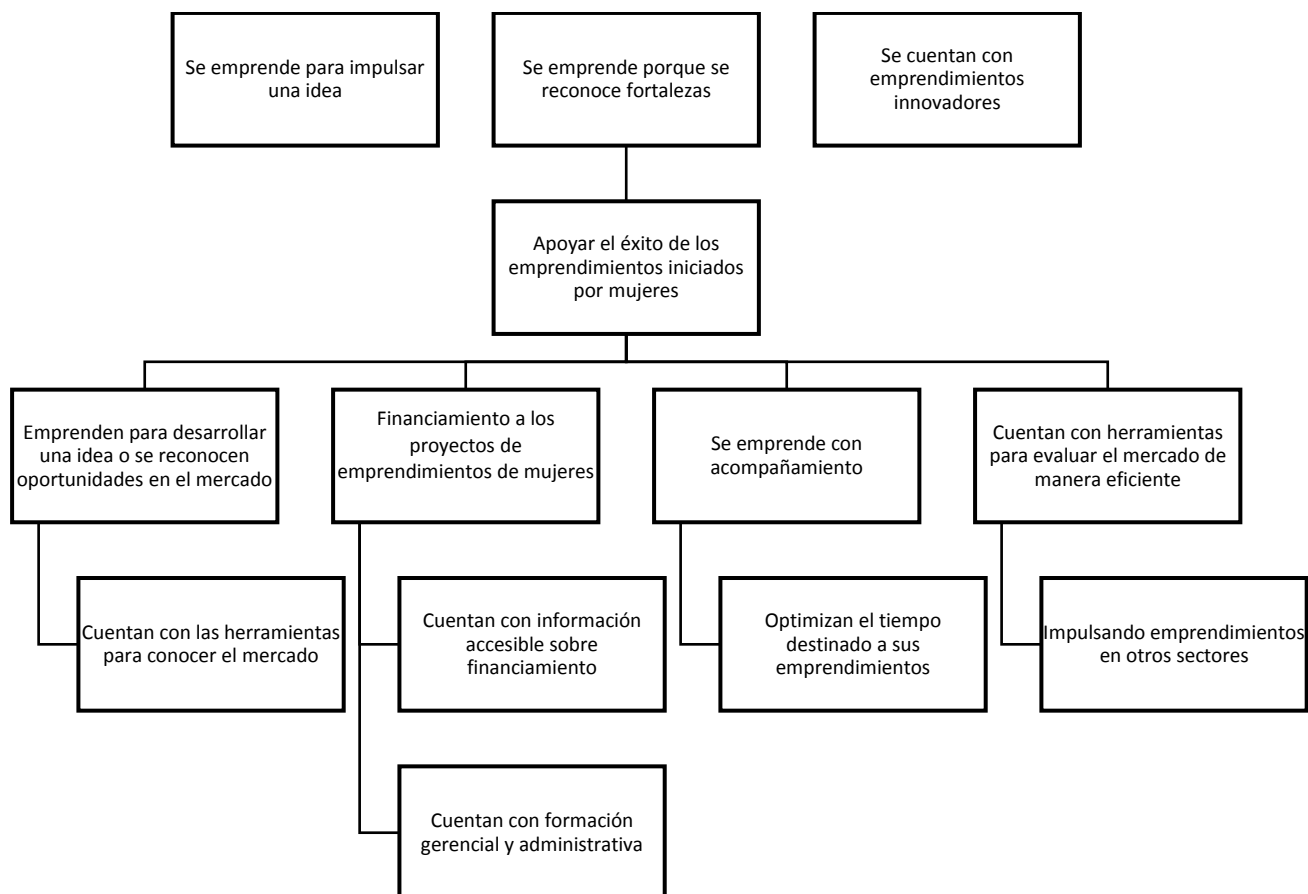 Se emprende para impulsar
una idea
Se emprende porque se
reconoce fortalezas
Se cuentan con
emprendimientos
innovadores
Apoyar el éxito de los
emprendimientos iniciados
por mujeres
Emprenden para desarrollar
una idea o se reconocen
oportunidades en el mercado
Financiamiento a los
proyectos de
emprendimientos de mujeres
Se emprende con
acompañamiento
Cuentan con herramientas
para evaluar el mercado de
manera eficiente
Cuentan con las herramientas
para conocer el mercado
Cuentan con información
accesible sobre
financiamiento
Optimizan el tiempo
destinado a sus
emprendimientos
Impulsando emprendimientos
en otros sectores
Cuentan con formación
gerencial y administrativa